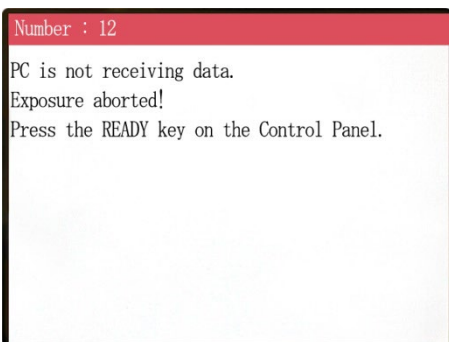 Number : 12
PC is not receiving data.
Exposure aborted!
Press the READY key on the Control Panel.